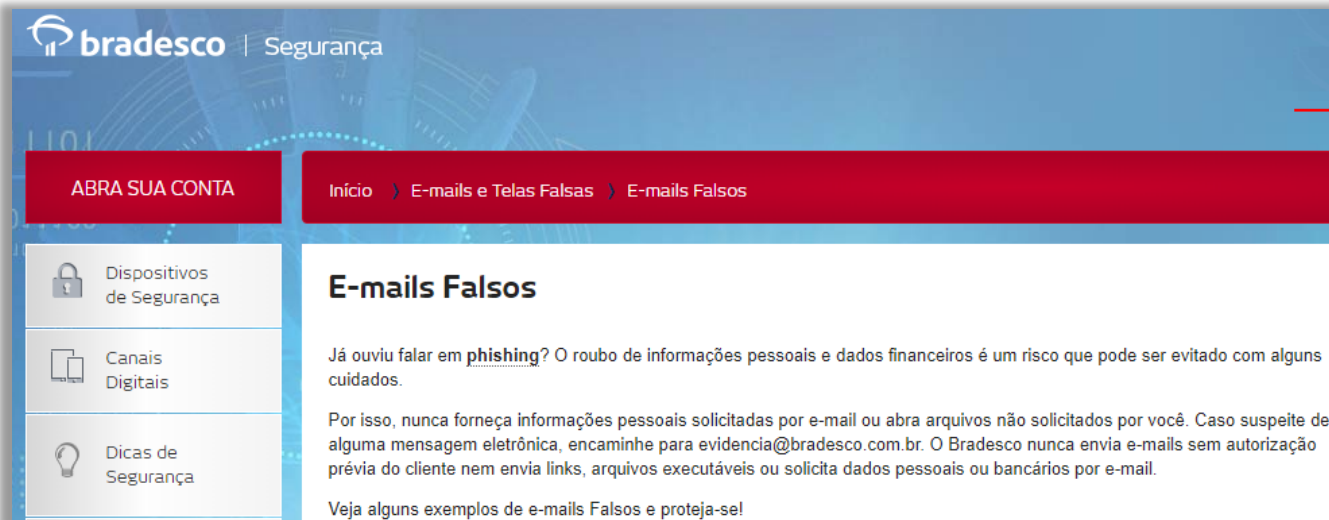 bradesco | Segurança
ABRA SUA CONTA
Início 〉 E-mails e Telas Falsas 〉 E-mails Falsos
Dispositivos
de Segurança
Canais
Digitais
Dicas de
Segurança
E-mails Falsos
Já ouviu falar em phishing? O roubo de informações pessoais e dados financeiros é um risco que pode ser evitado com alguns
cuidados.
Por isso, nunca forneça informações pessoais solicitadas por e-mail ou abra arquivos não solicitados por você. Caso suspeite de
alguma mensagem eletrônica, encaminhe para evidencia@bradesco.com.br. O Bradesco nunca envia e-mails sem autorização
prévia do cliente nem envia links, arquivos executáveis ou solicita dados pessoais ou bancários por e-mail.
Veja alguns exemplos de e-mails Falsos e proteja-se!